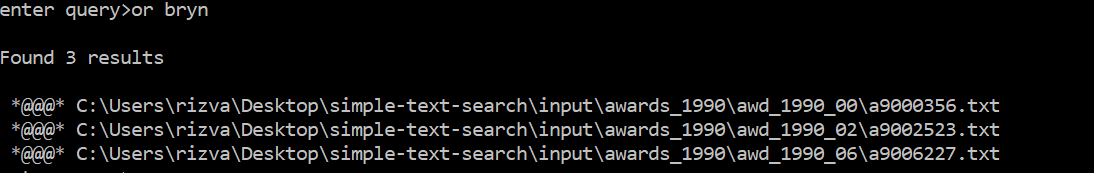 enter query>or bryn
Found 3 results
*@@@* C:\Users\rizva\Desktop\simple-text-search\input\awards_1990\awd_1990_00\a9000356.txt
*@@@* C:\Users\rizva\Desktop\simple-text-search\input\awards_1990\awd_1990_02\a9002523.txt
*@@@* C:\Users\rizva\Desktop\simple-text-search\input\awards_1990\awd_1990_06\a9006227.txt